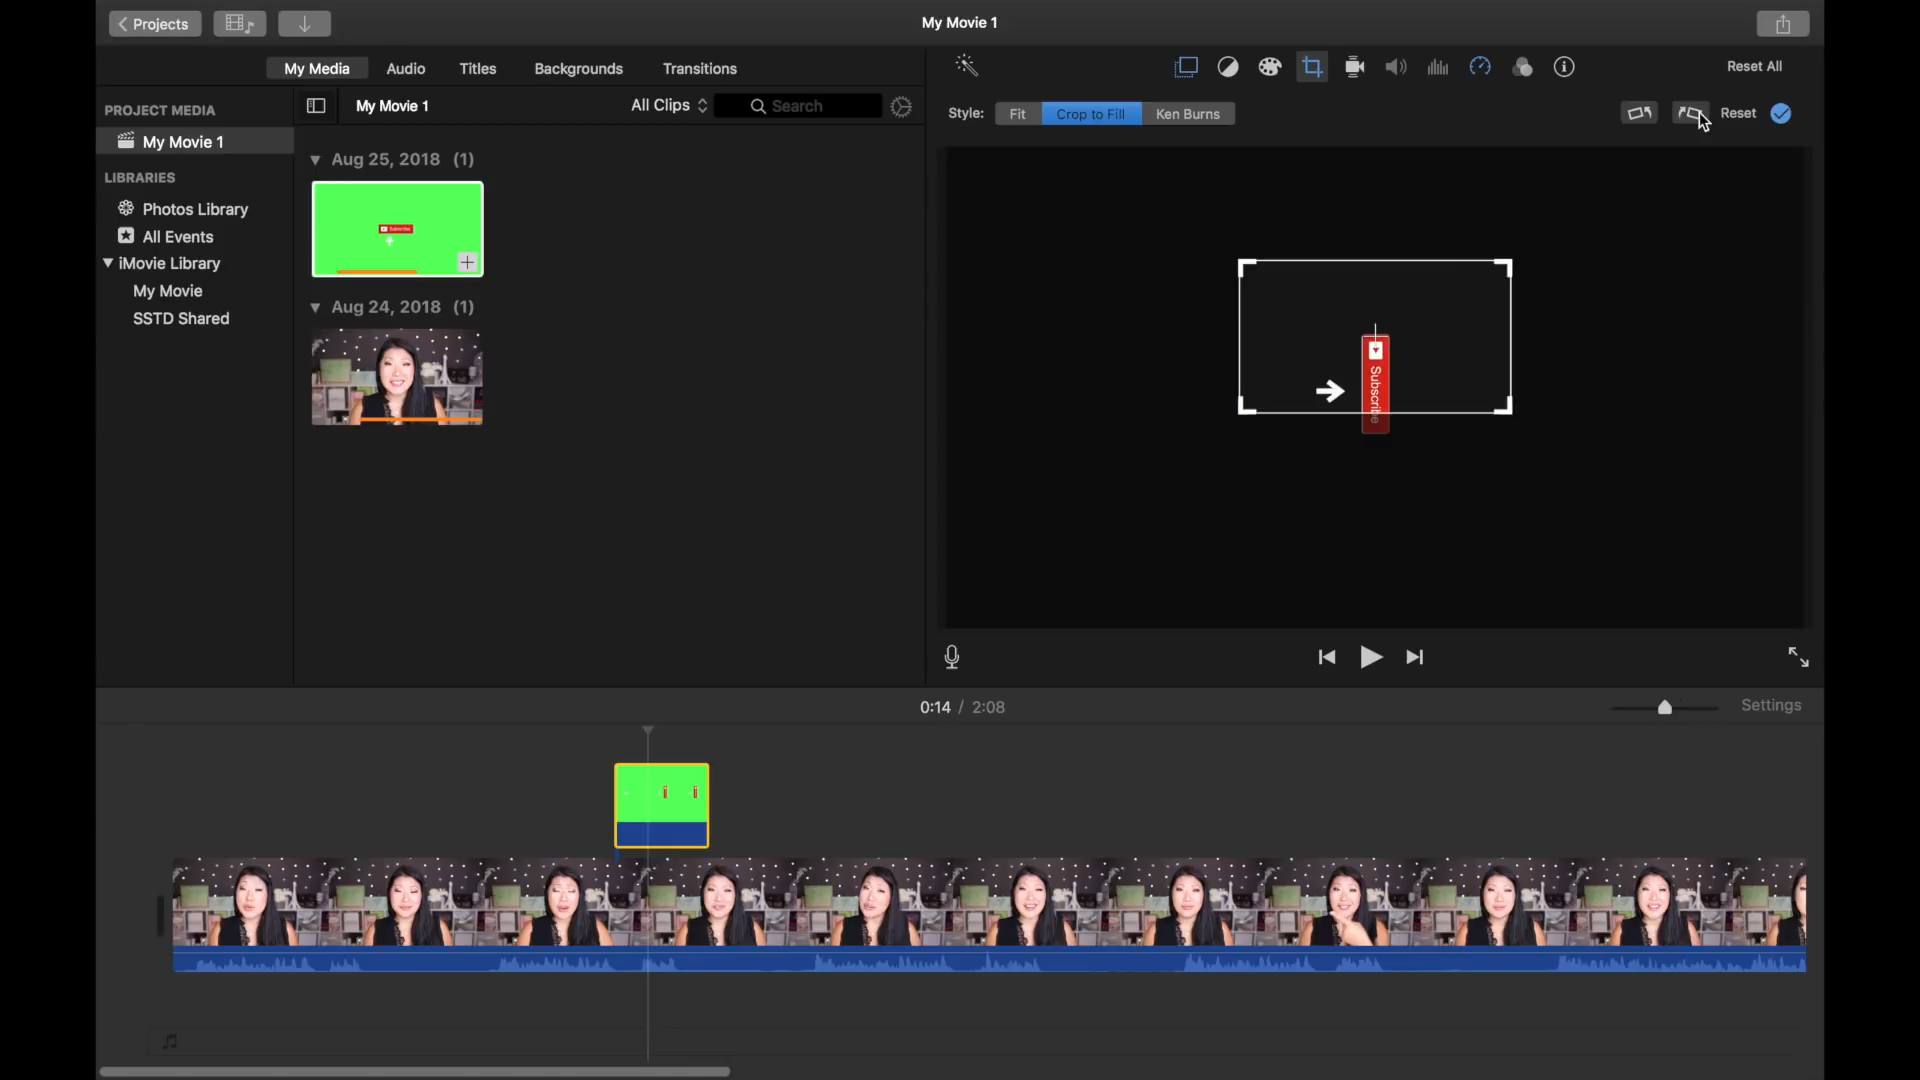 Projects
My Movie 1
My Media
Audio
Titles
Backgrounds
Transitions
Reset All
PROJECT MEDIA
My Movie 1
LIBRARIES
Photos Library
All Events
iMovie Library
My Movie
SSTD Shared
My Movie 1
All Clips
Search
Aug 25, 2018 (1)
Subscribe
Aug 24, 2018 (1)
Style:
Fit
Crop to Fill
Ken Burns
Reset
Subscribe
0:14 / 2:08
Settings